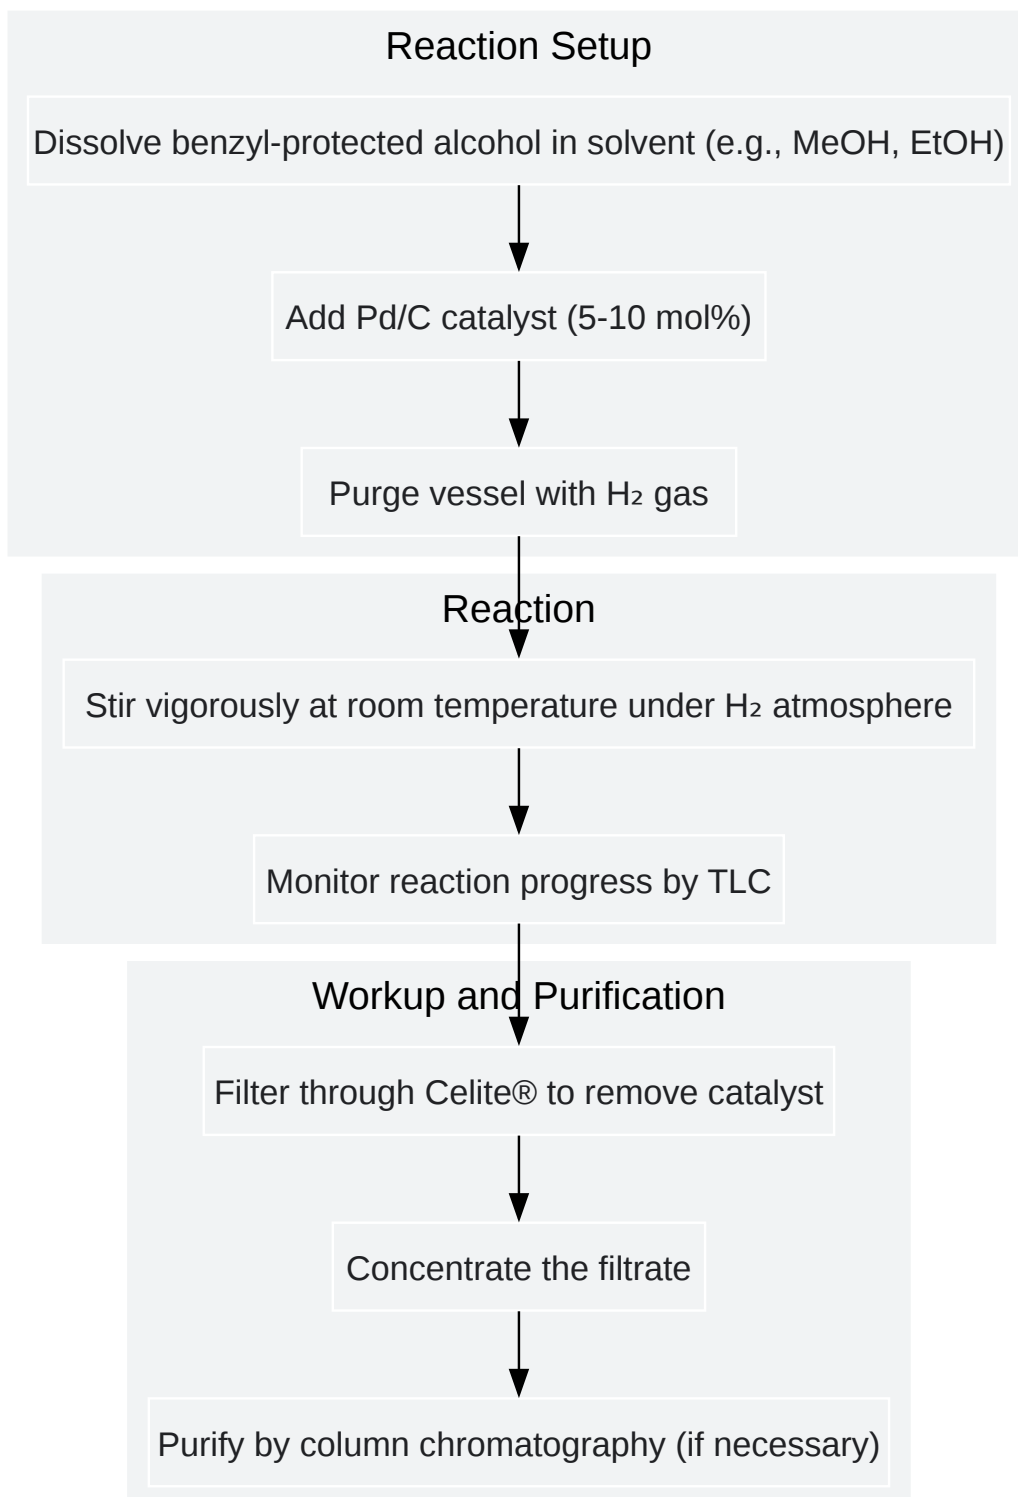 Reaction Setup
Dissolve benzyl-protected alcohol in solvent (e.g., MeOH, EtOH)
Add Pd/C catalyst (5-10 mol%)
Purge vessel with H₂ gas
Reaction
Stir vigorously at room temperature under H₂ atmosphere
Monitor reaction progress by TLC
Workup and Purification
Filter through Celite® to remove catalyst
Concentrate the filtrate
Purify by column chromatography (if necessary)